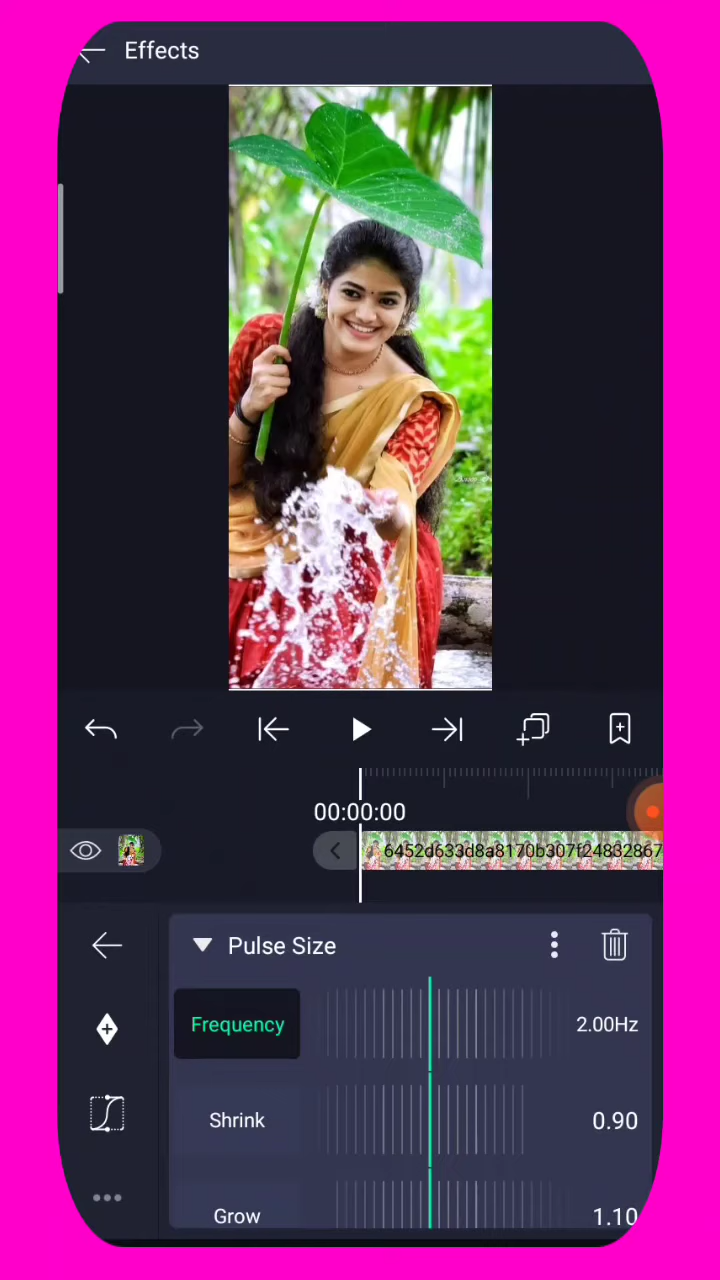 Effects
00:00:00
6452d633d8a8170b307f24832867
Pulse Size
Frequency
2.00Hz
Shrink
0.90
Grow
1.10